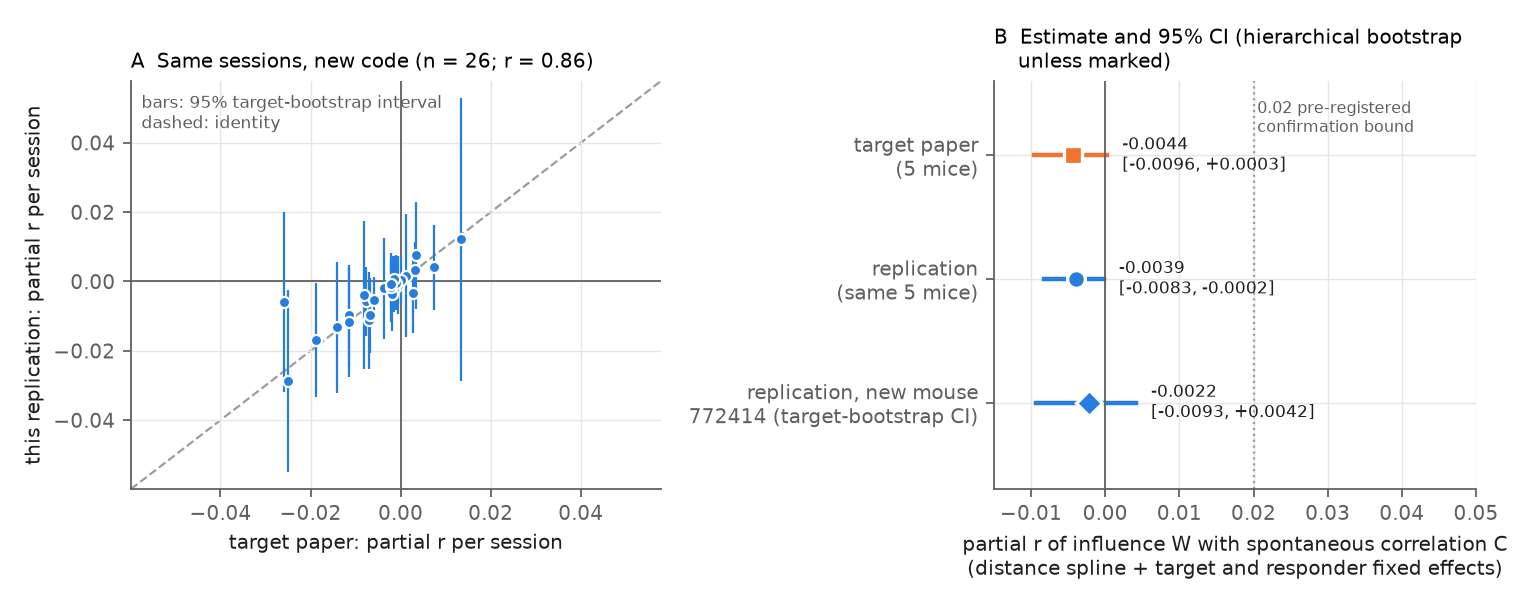 A  Same sessions, new code (n = 26; r = 0.86)
bars: 95% target-bootstrap interval
dashed: identity
this replication: partial r per session
0.04
0.02
0.00
−0.02
−0.04
−0.04
−0.02
0.00
0.02
0.04
target paper: partial r per session
B  Estimate and 95% CI (hierarchical bootstrap
unless marked)
0.02 pre-registered
confirmation bound
target paper
(5 mice)
-0.0044
[-0.0096, +0.0003]
replication
(same 5 mice)
-0.0039
[-0.0083, -0.0002]
replication, new mouse
772414 (target-bootstrap CI)
-0.0022
[-0.0093, +0.0042]
−0.01
0.00
0.01
0.02
0.03
0.04
0.05
partial r of influence W with spontaneous correlation C
(distance spline + target and responder fixed effects)